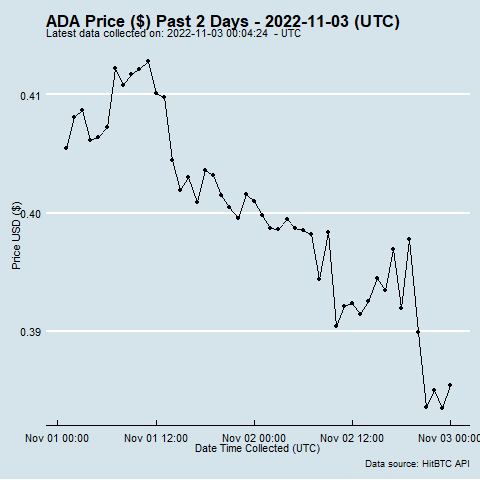 ADA Price ($) Past 2 Days - 2022-11-03 (UTC)
Latest data collected on: 2022-11-03 00:04:24 - UTC
0.41
0.40
0.39
Price USD ($)
Nov 01 00:00 Nov 01 12:00 Nov 02 00:00 Nov 02 12:00 Nov 03 00:00
Date Time Collected (UTC)
Data source: HitBTC API